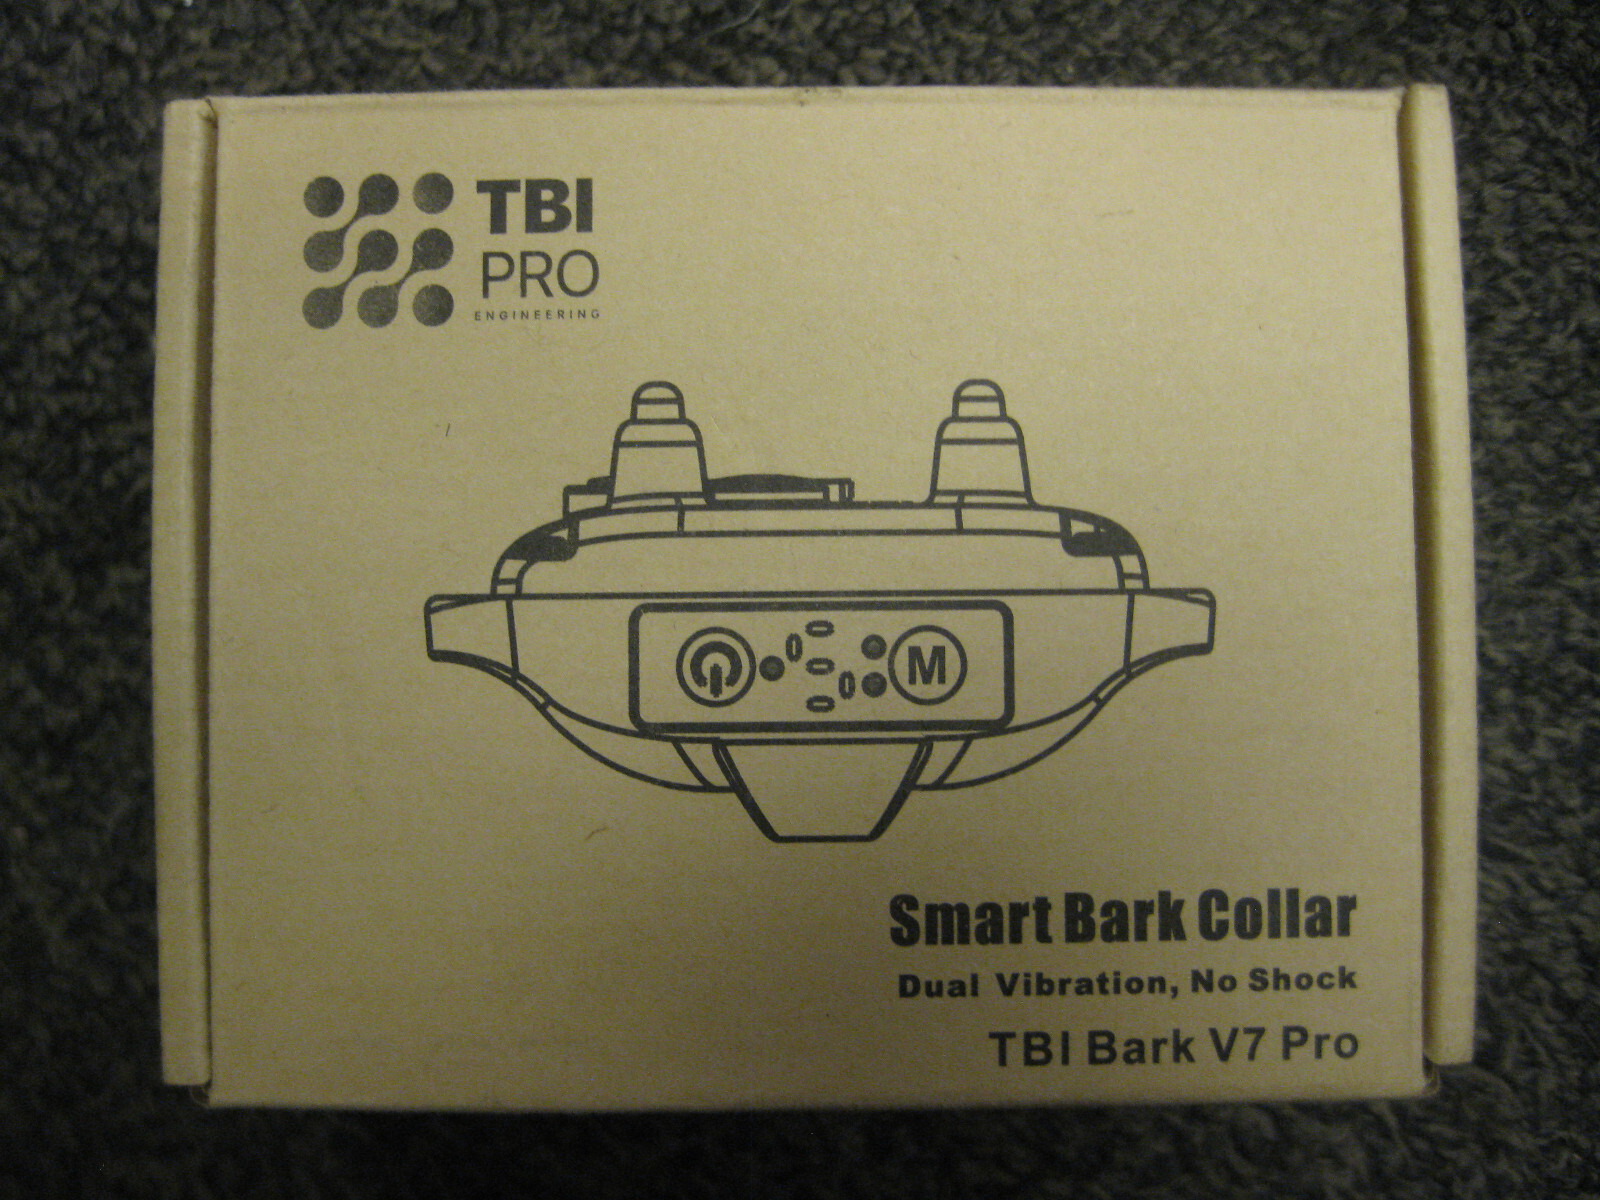 TBI
PRO
ENGINEERING
M
Smart Bark Collar
Dual Vibration, No Shock
TBI Bark V7 Pro